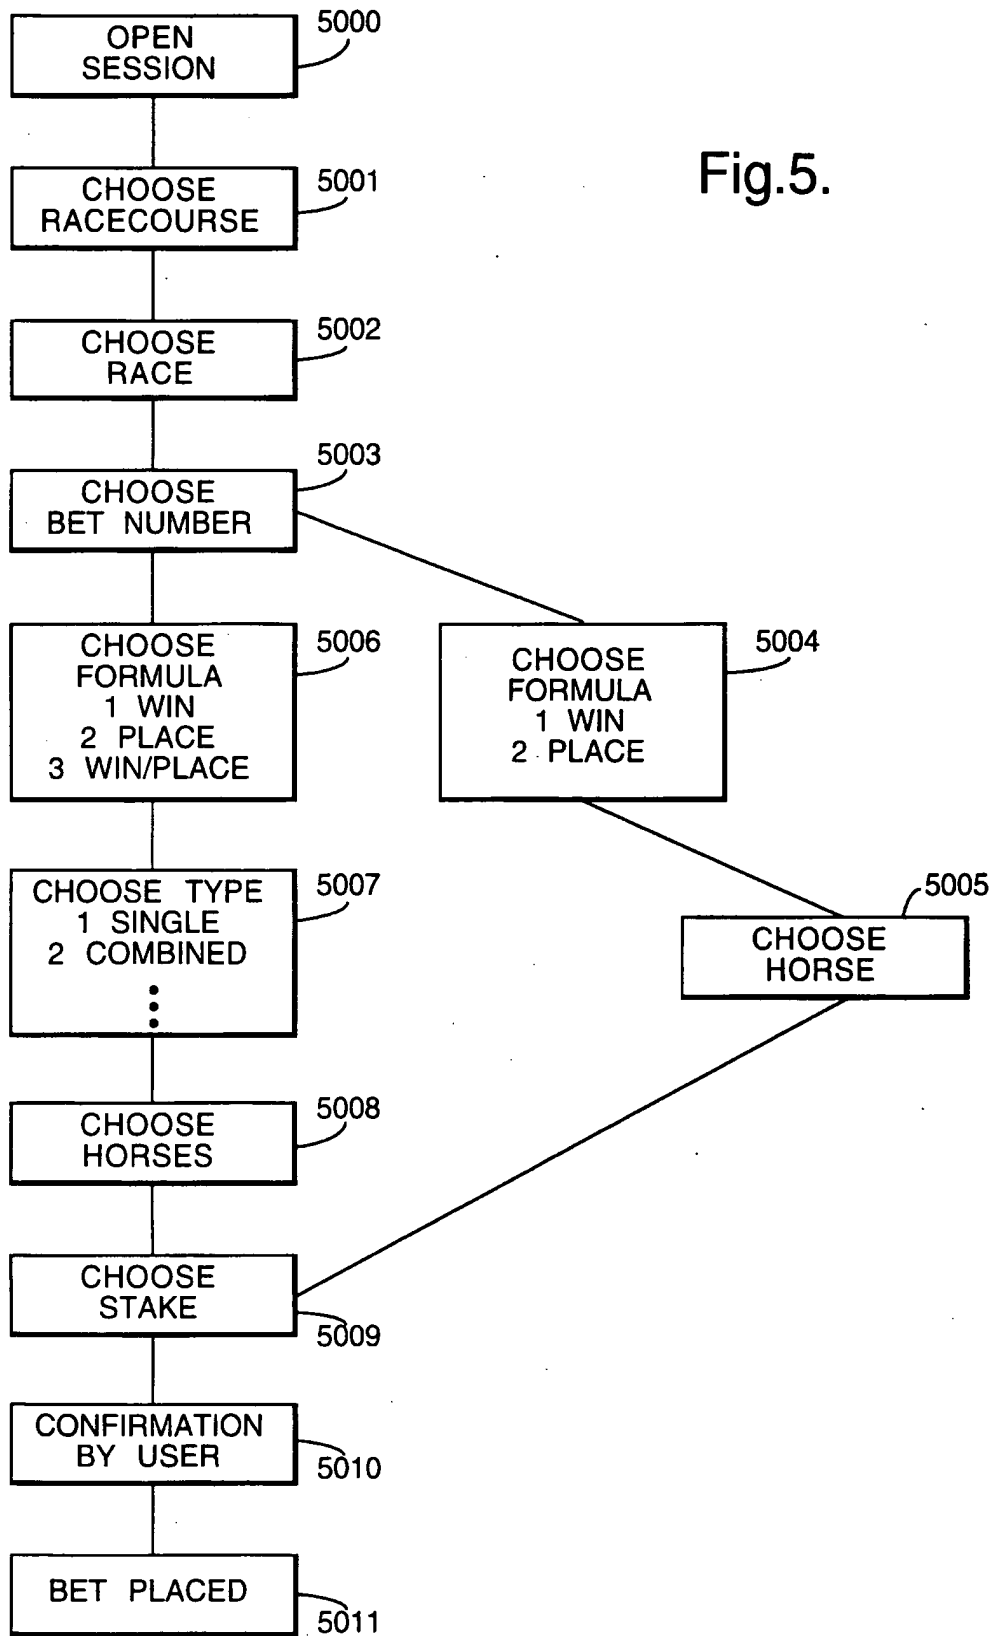 OPEN
SESSION
5000
Fig.5.
CHOOSE
RACECOURSE
5001
CHOOSE
RACE
5002
CHOOSE
BET NUMBER
5003
CHOOSE
FORMULA
1 WIN
2 PLACE
3 WIN/PLACE
5006
CHOOSE
FORMULA
1 WIN
2 PLACE
5004
CHOOSE TYPE
1 SINGLE
2 COMBINED
5007
CHOOSE
HORSE
5005
CHOOSE
HORSES
5008
CHOOSE
STAKE
5009
CONFIRMATION
BY USER
5010
BET PLACED
5011